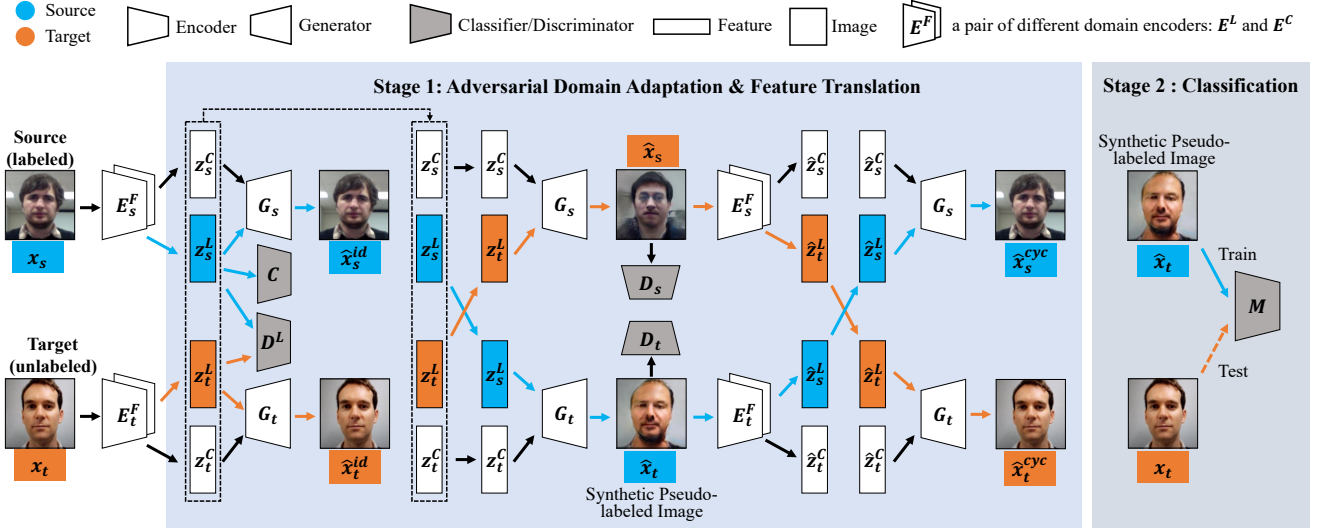 Source
Target
Encoder
Generator
Classifier/Discriminator
Feature
Image
E^F
a pair of different domain encoders: E^L and E^C
Stage 1: Adversarial Domain Adaptation & Feature Translation
Stage 2 : Classification
Source
(labeled)
x_s
E_s^F
z_s^C
z_s^L
G_s
x̂_s^{id}
C
D^L
Target
(unlabeled)
x_t
E_t^F
z_t^L
z_t^C
G_t
x̂_t^{id}
z_s^C
z_s^L
z_t^L
z_t^C
z_s^C
z_t^L
z_s^L
z_t^C
G_s
G_t
x̂_s
D_s
D_t
x̂_t
Synthetic Pseudo-
labeled Image
E_s^F
E_t^F
ẑ_s^C
ẑ_t^L
ẑ_s^L
ẑ_t^C
ẑ_s^C
ẑ_s^L
ẑ_t^L
ẑ_t^C
G_s
G_t
x̂_s^{cyc}
x̂_t^{cyc}
Synthetic Pseudo-
labeled Image
x̂_t
Train
M
Test
x_t